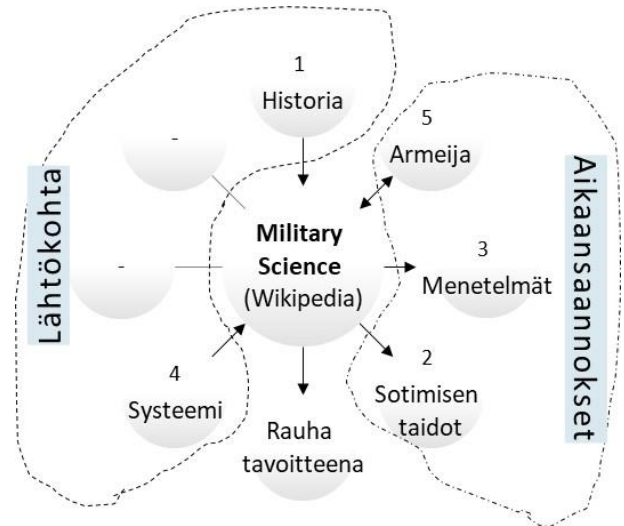 1
Historia
5
Armeija
-
Military
Science
(Wikipedia)
-
3
Menetelmät
4
Systeemi
2
Sotimisen
taidot
Rauha
tavoitteena
Lähtökohta
Aikaansaannokset